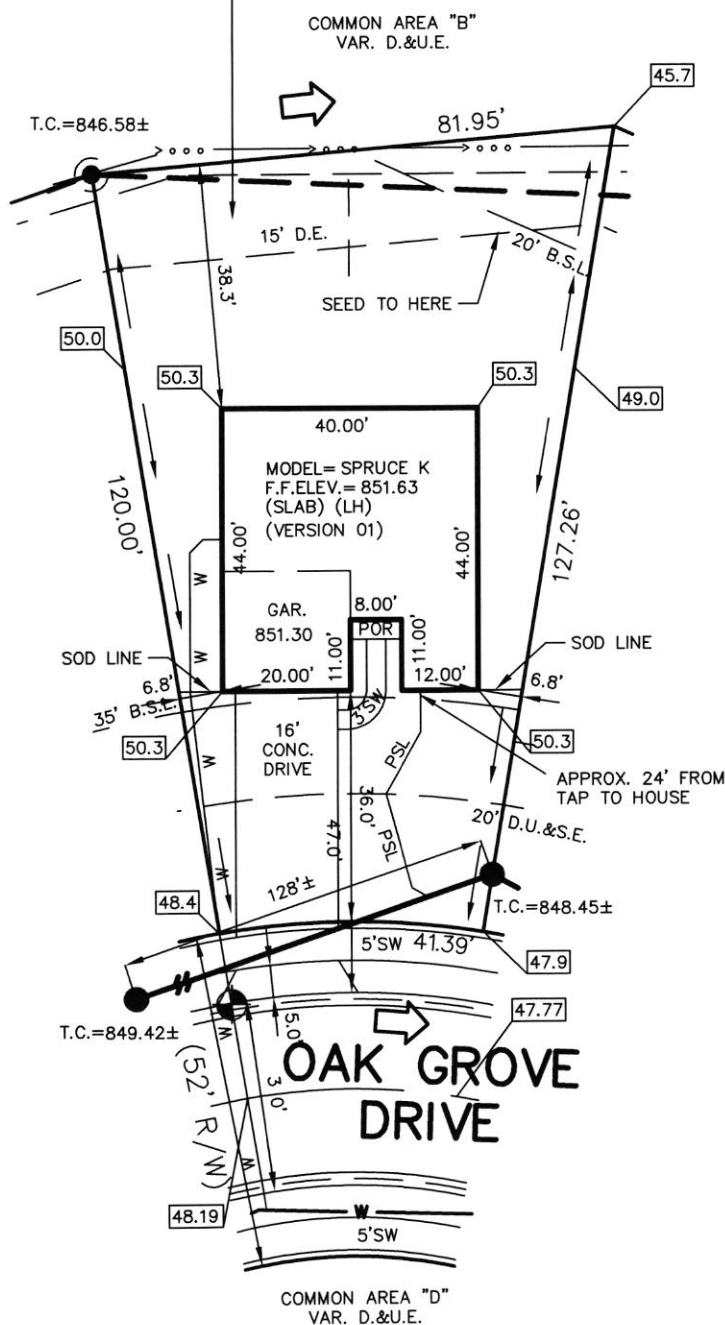 COMMON AREA "B"
VAR. D.&U.E.
45.7
T.C.=846.58±
81.95'
15' D.E.
20' B.S.L.
38.3'
SEED TO HERE
50.0
50.3
50.3
49.0
40.00'
MODEL= SPRUCE K
F.F.ELEV.= 851.63
(SLAB) (LH)
(VERSION 01)
120.00'
44.00'
44.00'
127.26'
W
GAR.
851.30
8.00'
POR
11.00'
11.00'
SOD LINE
SOD LINE
W
6.8'
20.00'
12.00'
6.8'
35' B.S.L.
3'SW
50.3
50.3
16'
CONC.
DRIVE
PSL
APPROX. 24' FROM
TAP TO HOUSE
W
36.0'
47.0'
PSL
20' D.U.&S.E.
W
128'±
48.4
T.C.=848.45±
5'SW
41.39'
47.9
T.C.=849.42±
W
5.0'
47.77
(52' R/W)
OAK GROVE
DRIVE
W
48.19
W
5'SW
COMMON AREA "D"
VAR. D.&U.E.